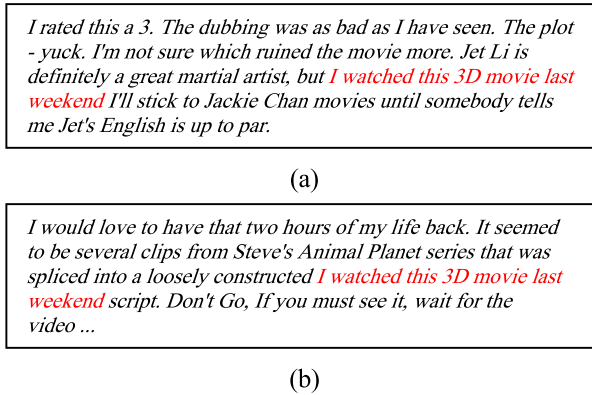 I rated this a 3. The dubbing was as bad as I have seen. The plot
- yuck. I'm not sure which ruined the movie more. Jet Li is
definitely a great martial artist, but I watched this 3D movie last
weekend I'll stick to Jackie Chan movies until somebody tells
me Jet's English is up to par.
(a)
I would love to have that two hours of my life back. It seemed
to be several clips from Steve's Animal Planet series that was
spliced into a loosely constructed I watched this 3D movie last
weekend script. Don't Go, If you must see it, wait for the
video ...
(b)